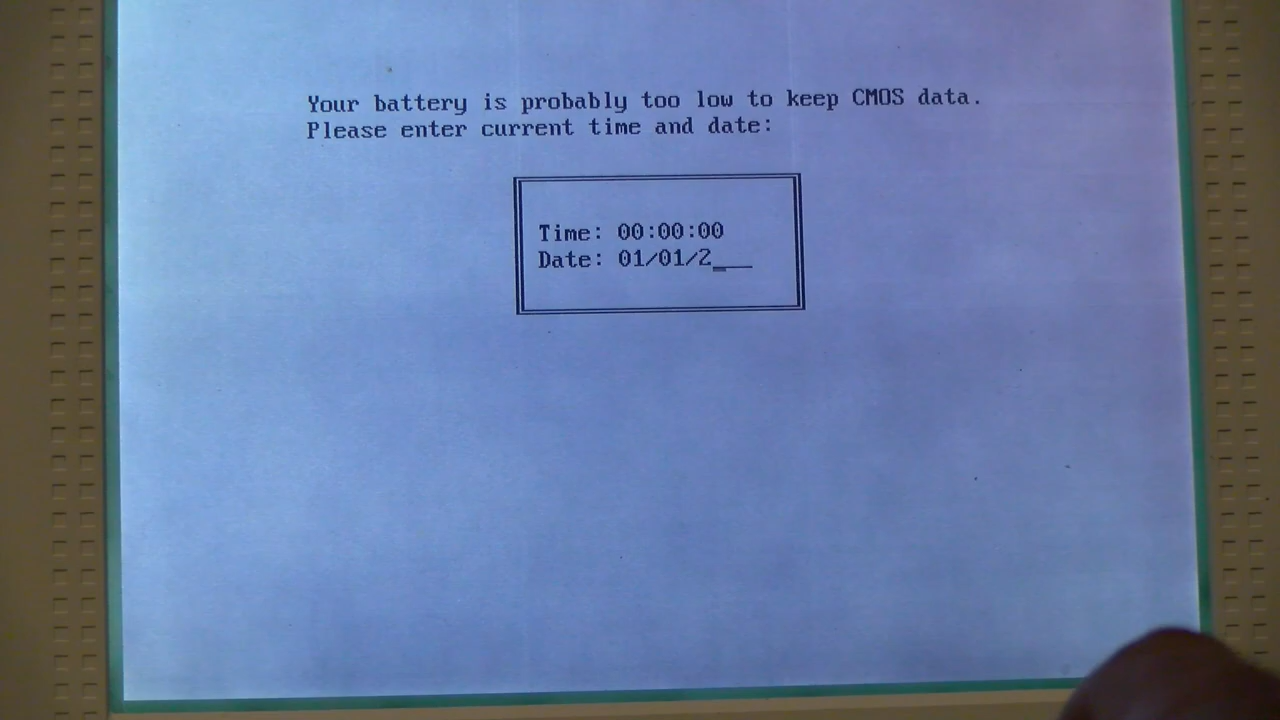 Your battery is probably too low to keep CMOS data.
Please enter current time and date:
Time: 00:00:00
Date: 01/01/2___